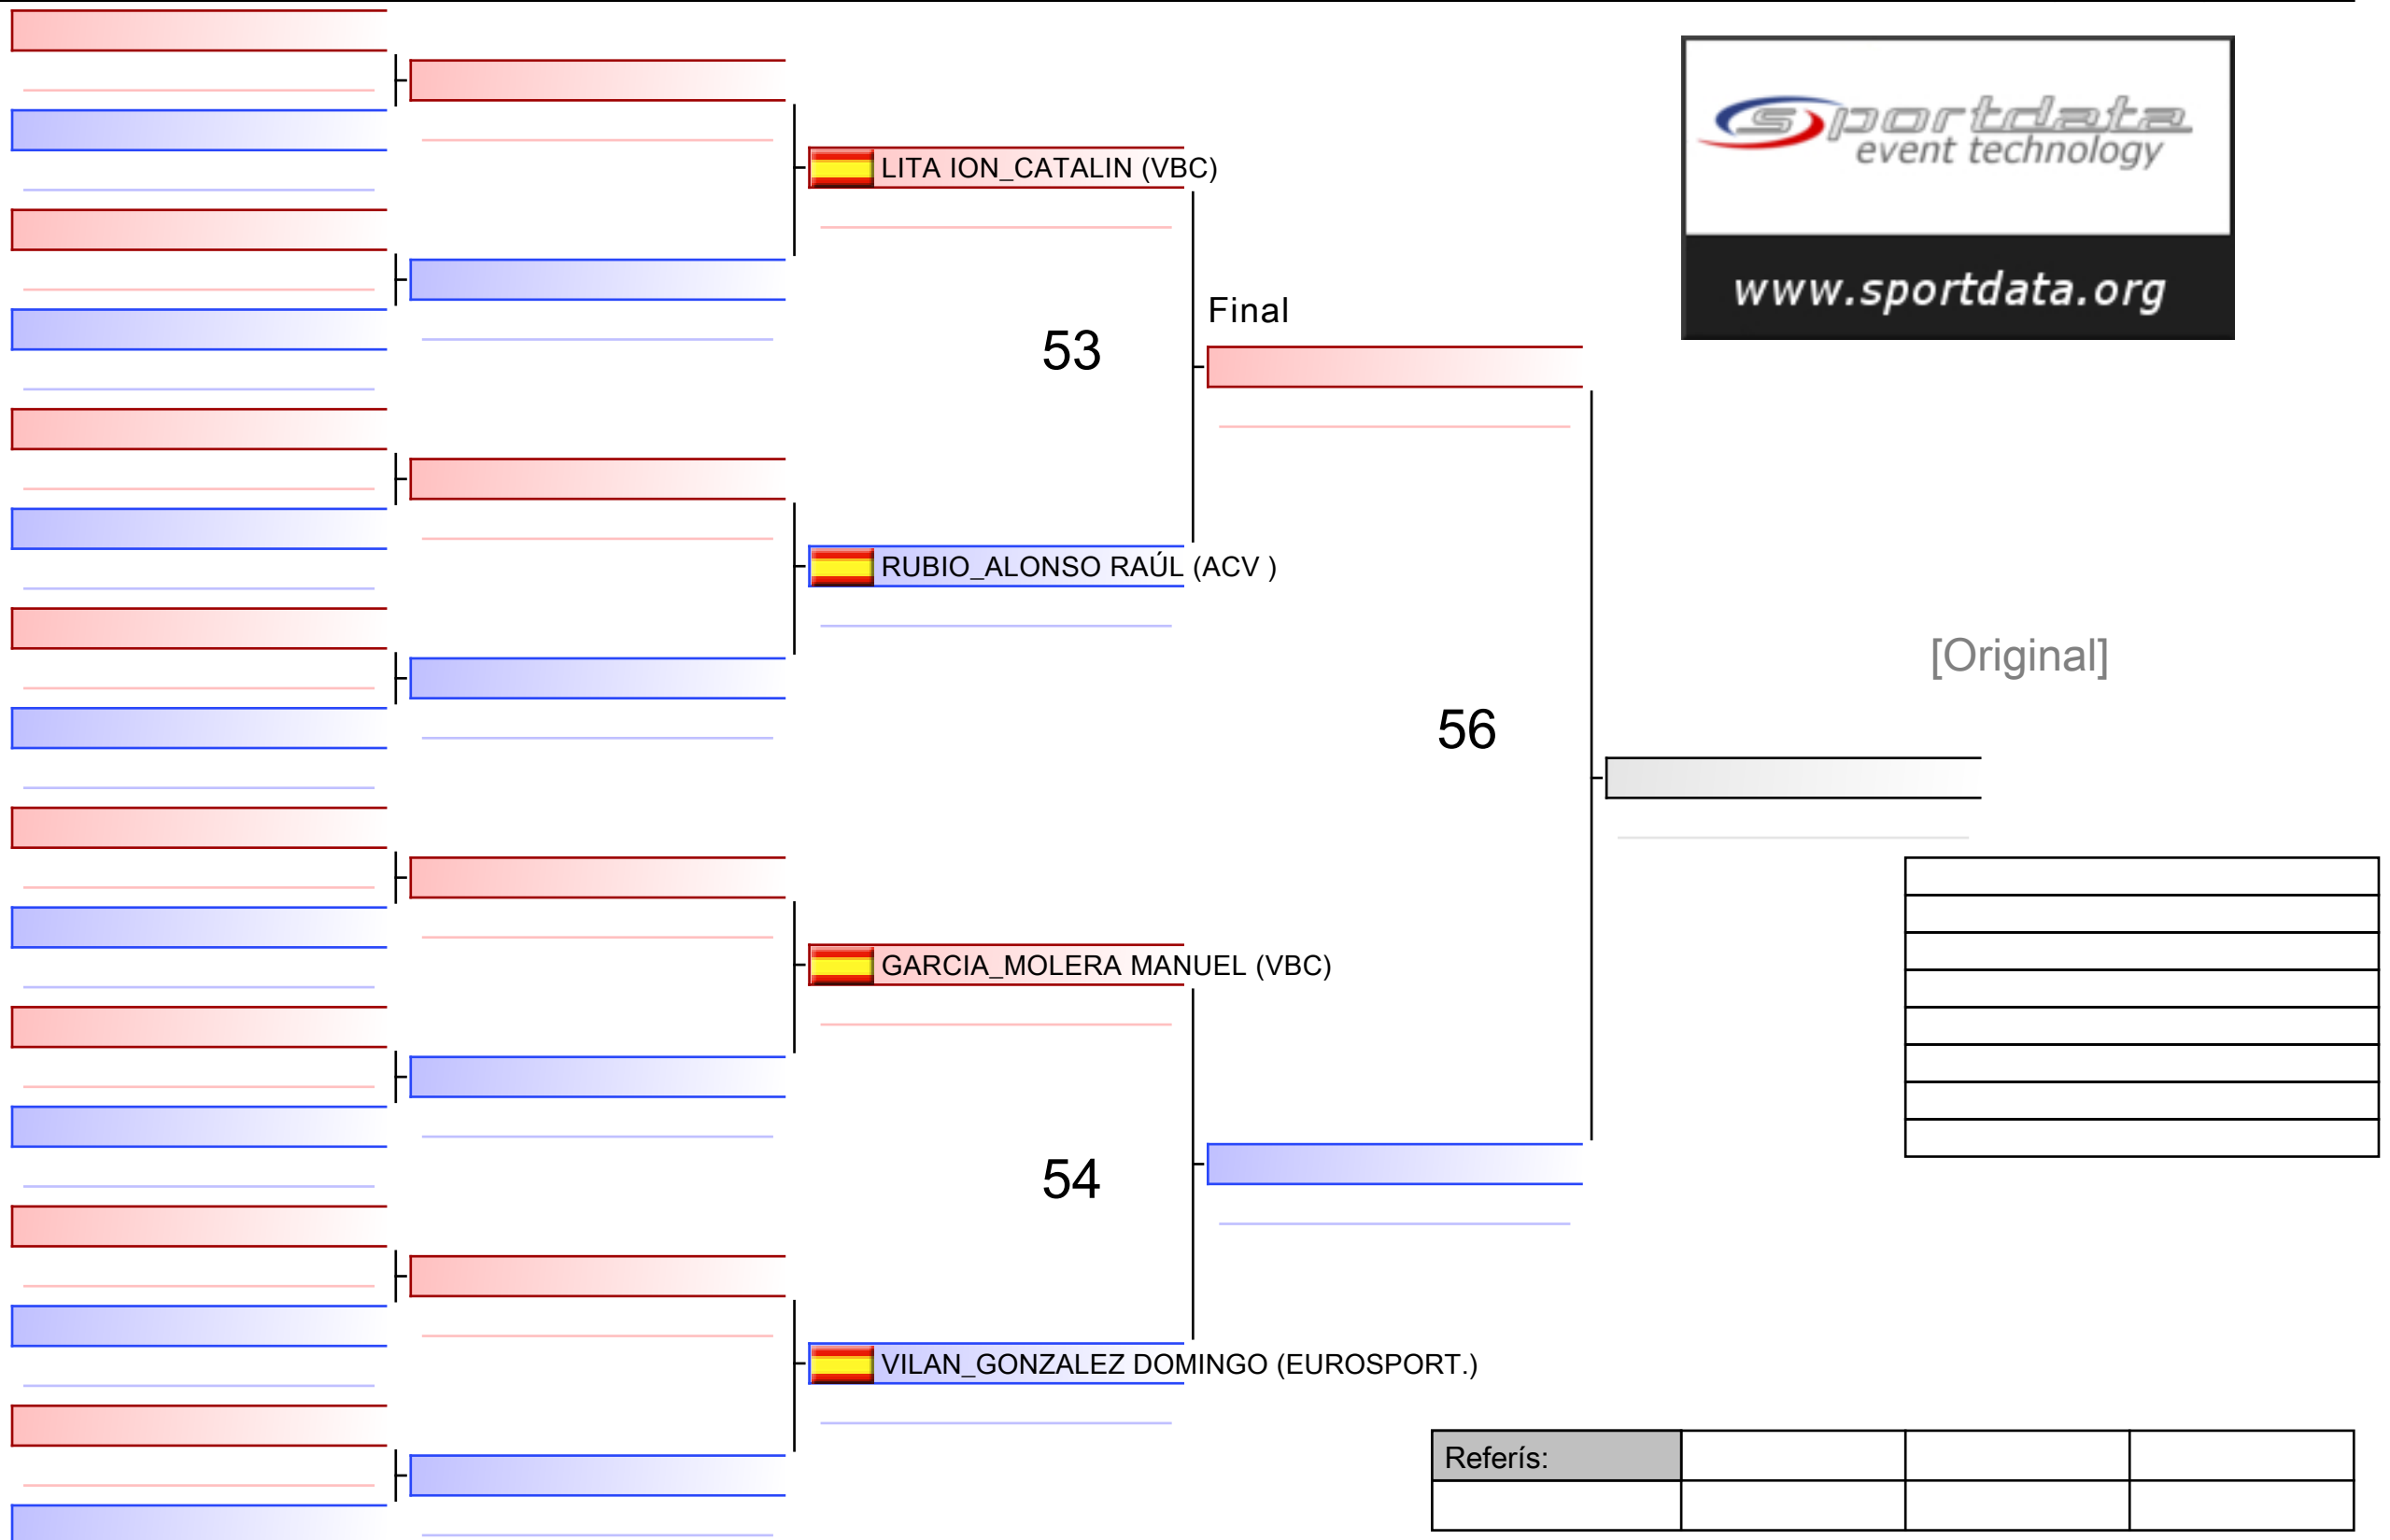 sportdata
event technology
www.sportdata.org
LITA ION_CATALIN (VBC)
Final
53
RUBIO_ALONSO RAÚL (ACV )
[Original]
56
GARCIA_MOLERA MANUEL (VBC)
54
VILAN_GONZALEZ DOMINGO (EUROSPORT.)
Referís: